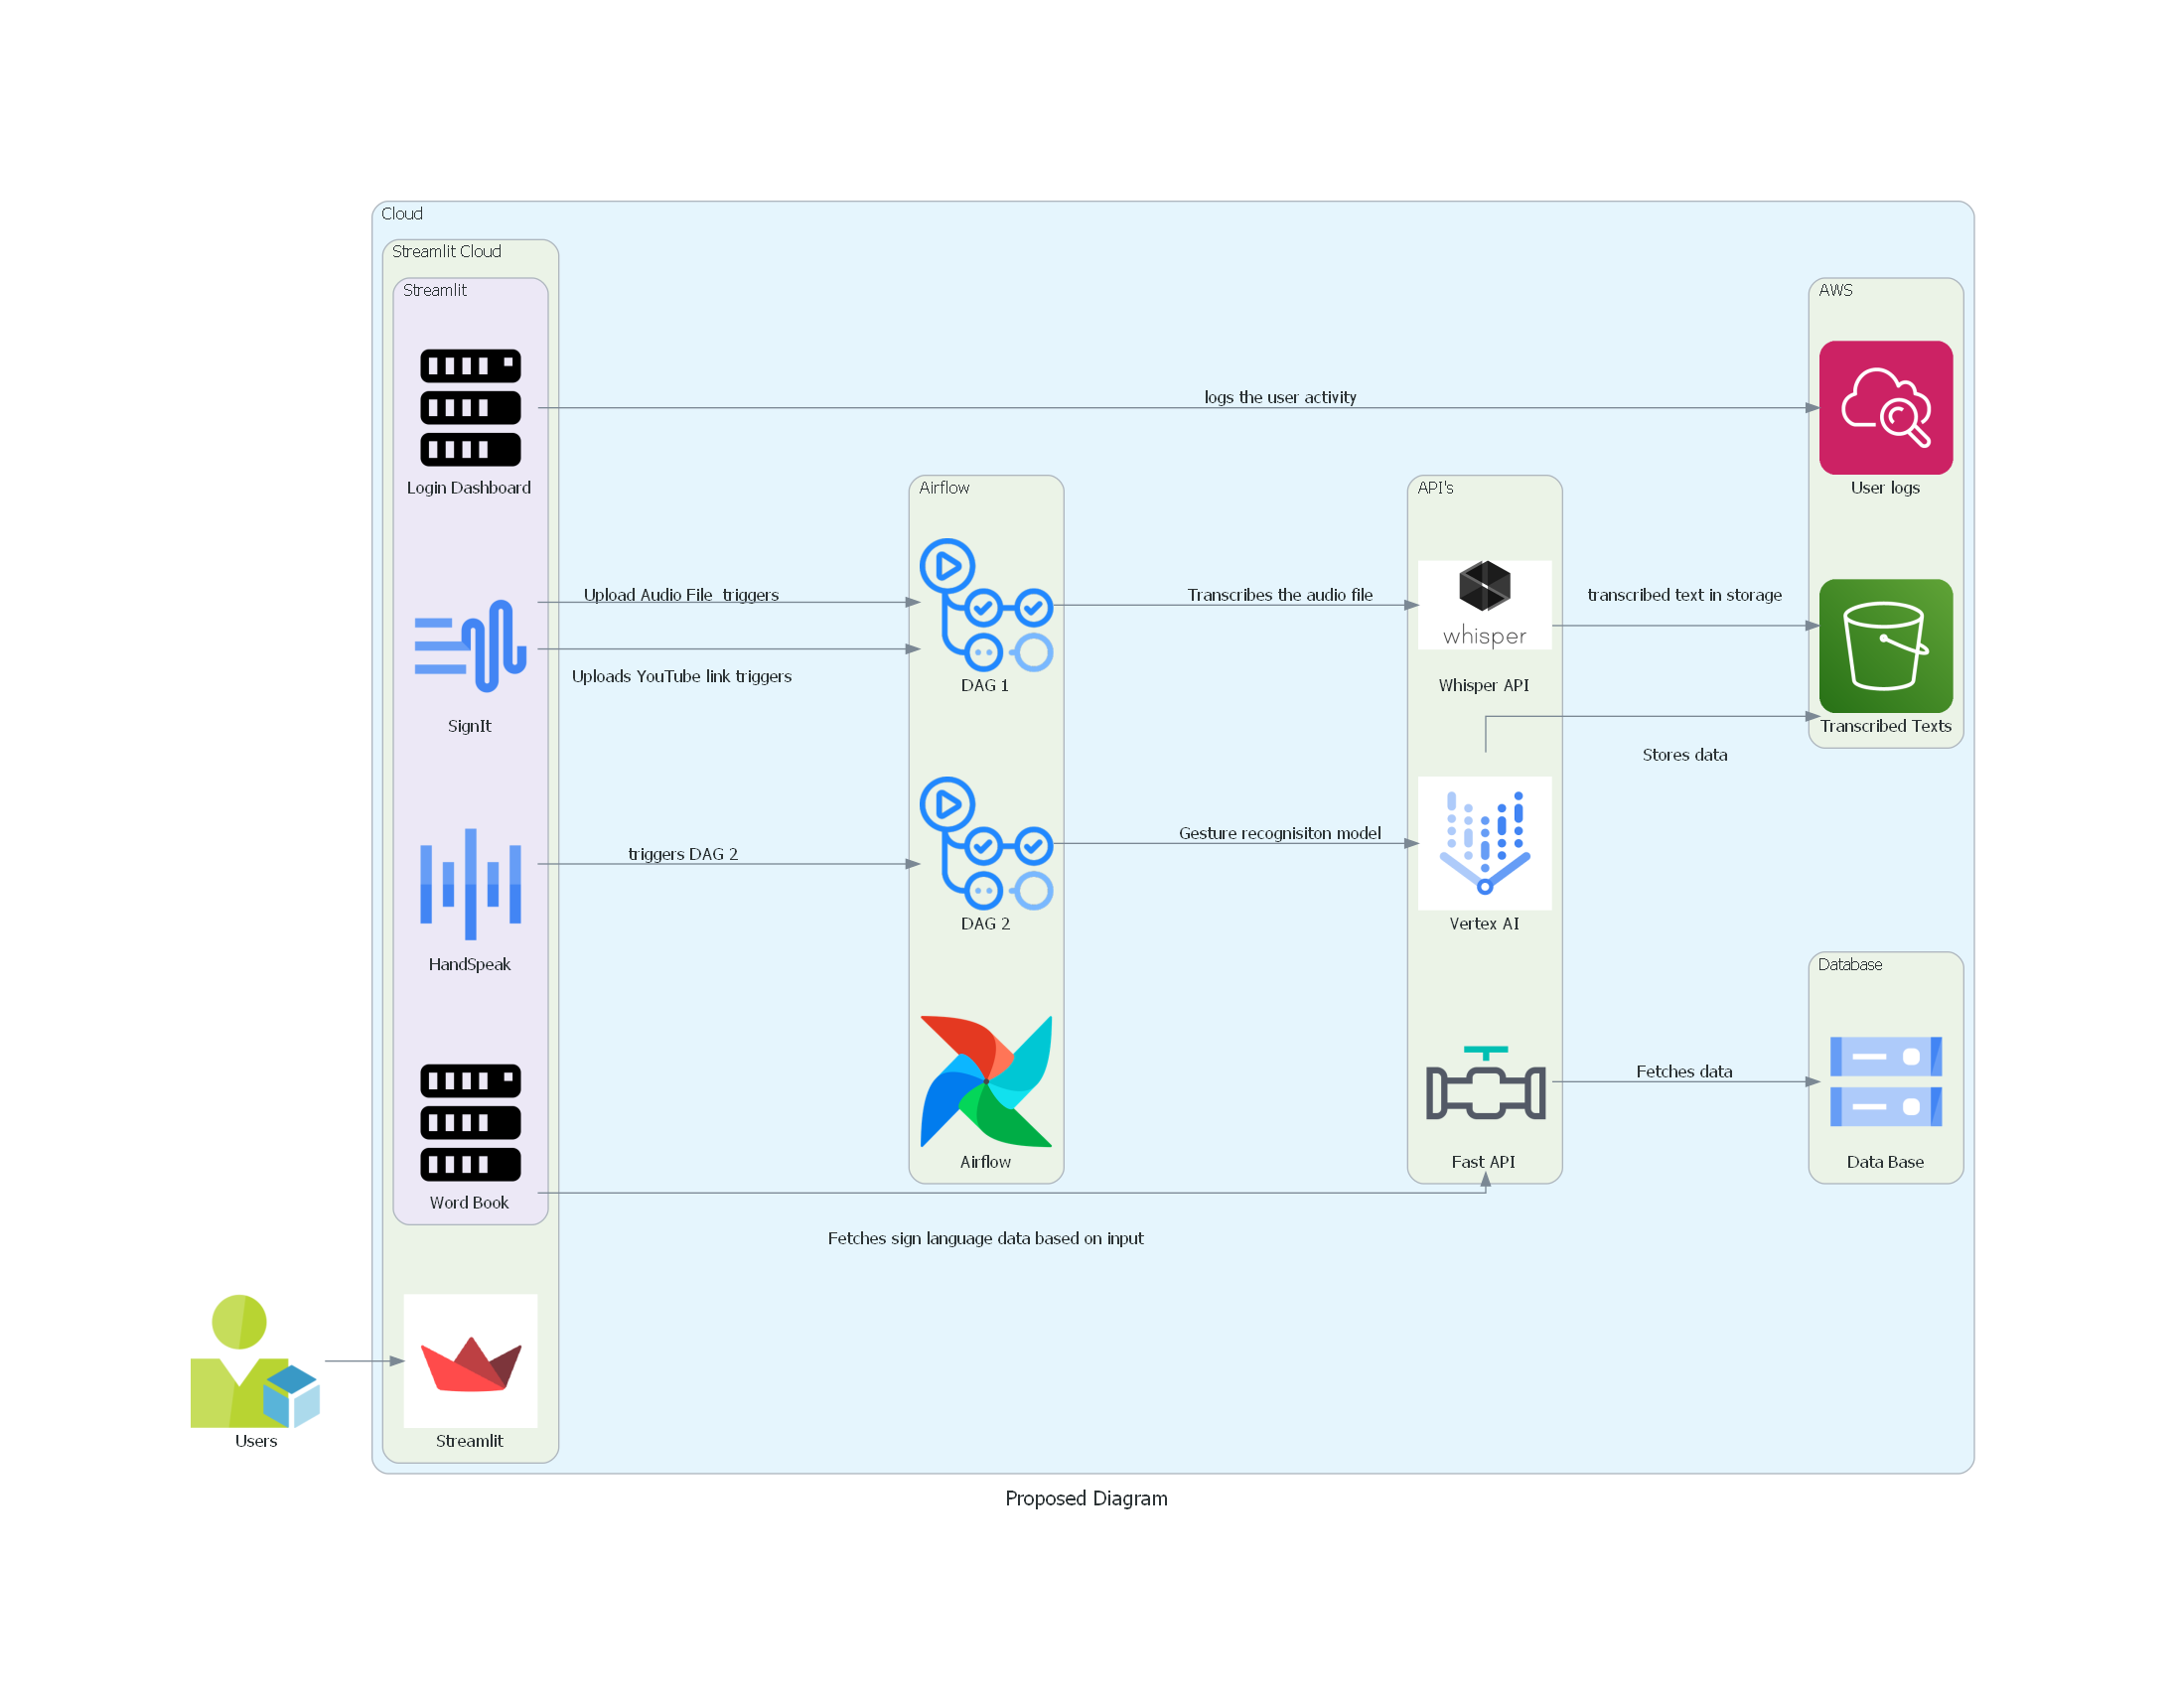 Cloud
Streamlit Cloud
Streamlit
AWS
logs the user activity
Login Dashboard
Airflow
API's
User logs
Upload Audio File  triggers
Transcribes the audio file
transcribed text in storage
whisper
Uploads YouTube link triggers
DAG 1
Whisper API
SignIt
Transcribed Texts
Stores data
triggers DAG 2
Gesture recognisiton model
DAG 2
Vertex AI
HandSpeak
Database
Fetches data
Airflow
Fast API
Data Base
Word Book
Fetches sign language data based on input
Users
Streamlit
Proposed Diagram